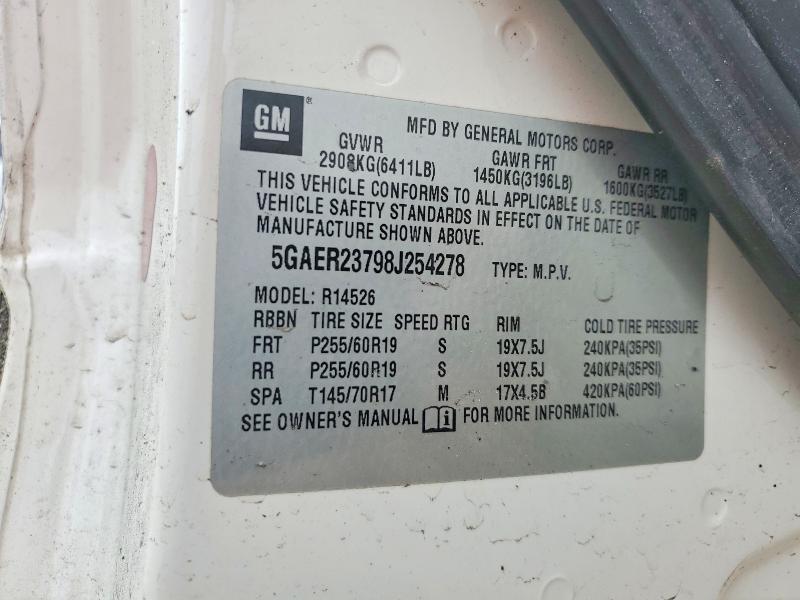 GM ®
MFD BY GENERAL MOTORS CORP.
GVWR GAWR FRT GAWR RR
2908KG(6411LB) 1450KG(3196LB) 1600KG(3527LB)
THIS VEHICLE CONFORMS TO ALL APPLICABLE U.S. FEDERAL MOTOR
VEHICLE SAFETY STANDARDS IN EFFECT ON THE DATE OF
MANUFACTURE SHOWN ABOVE.
5GAER23798J254278 TYPE: M.P.V.
MODEL: R14526
RBBN TIRE SIZE SPEED RTG RIM COLD TIRE PRESSURE
FRT P255/60R19 S 19X7.5J 240KPA(35PSI)
RR P255/60R19 S 19X7.5J 240KPA(35PSI)
SPA T145/70R17 M 17X4.5B 420KPA(60PSI)
SEE OWNER'S MANUAL i FOR MORE INFORMATION.